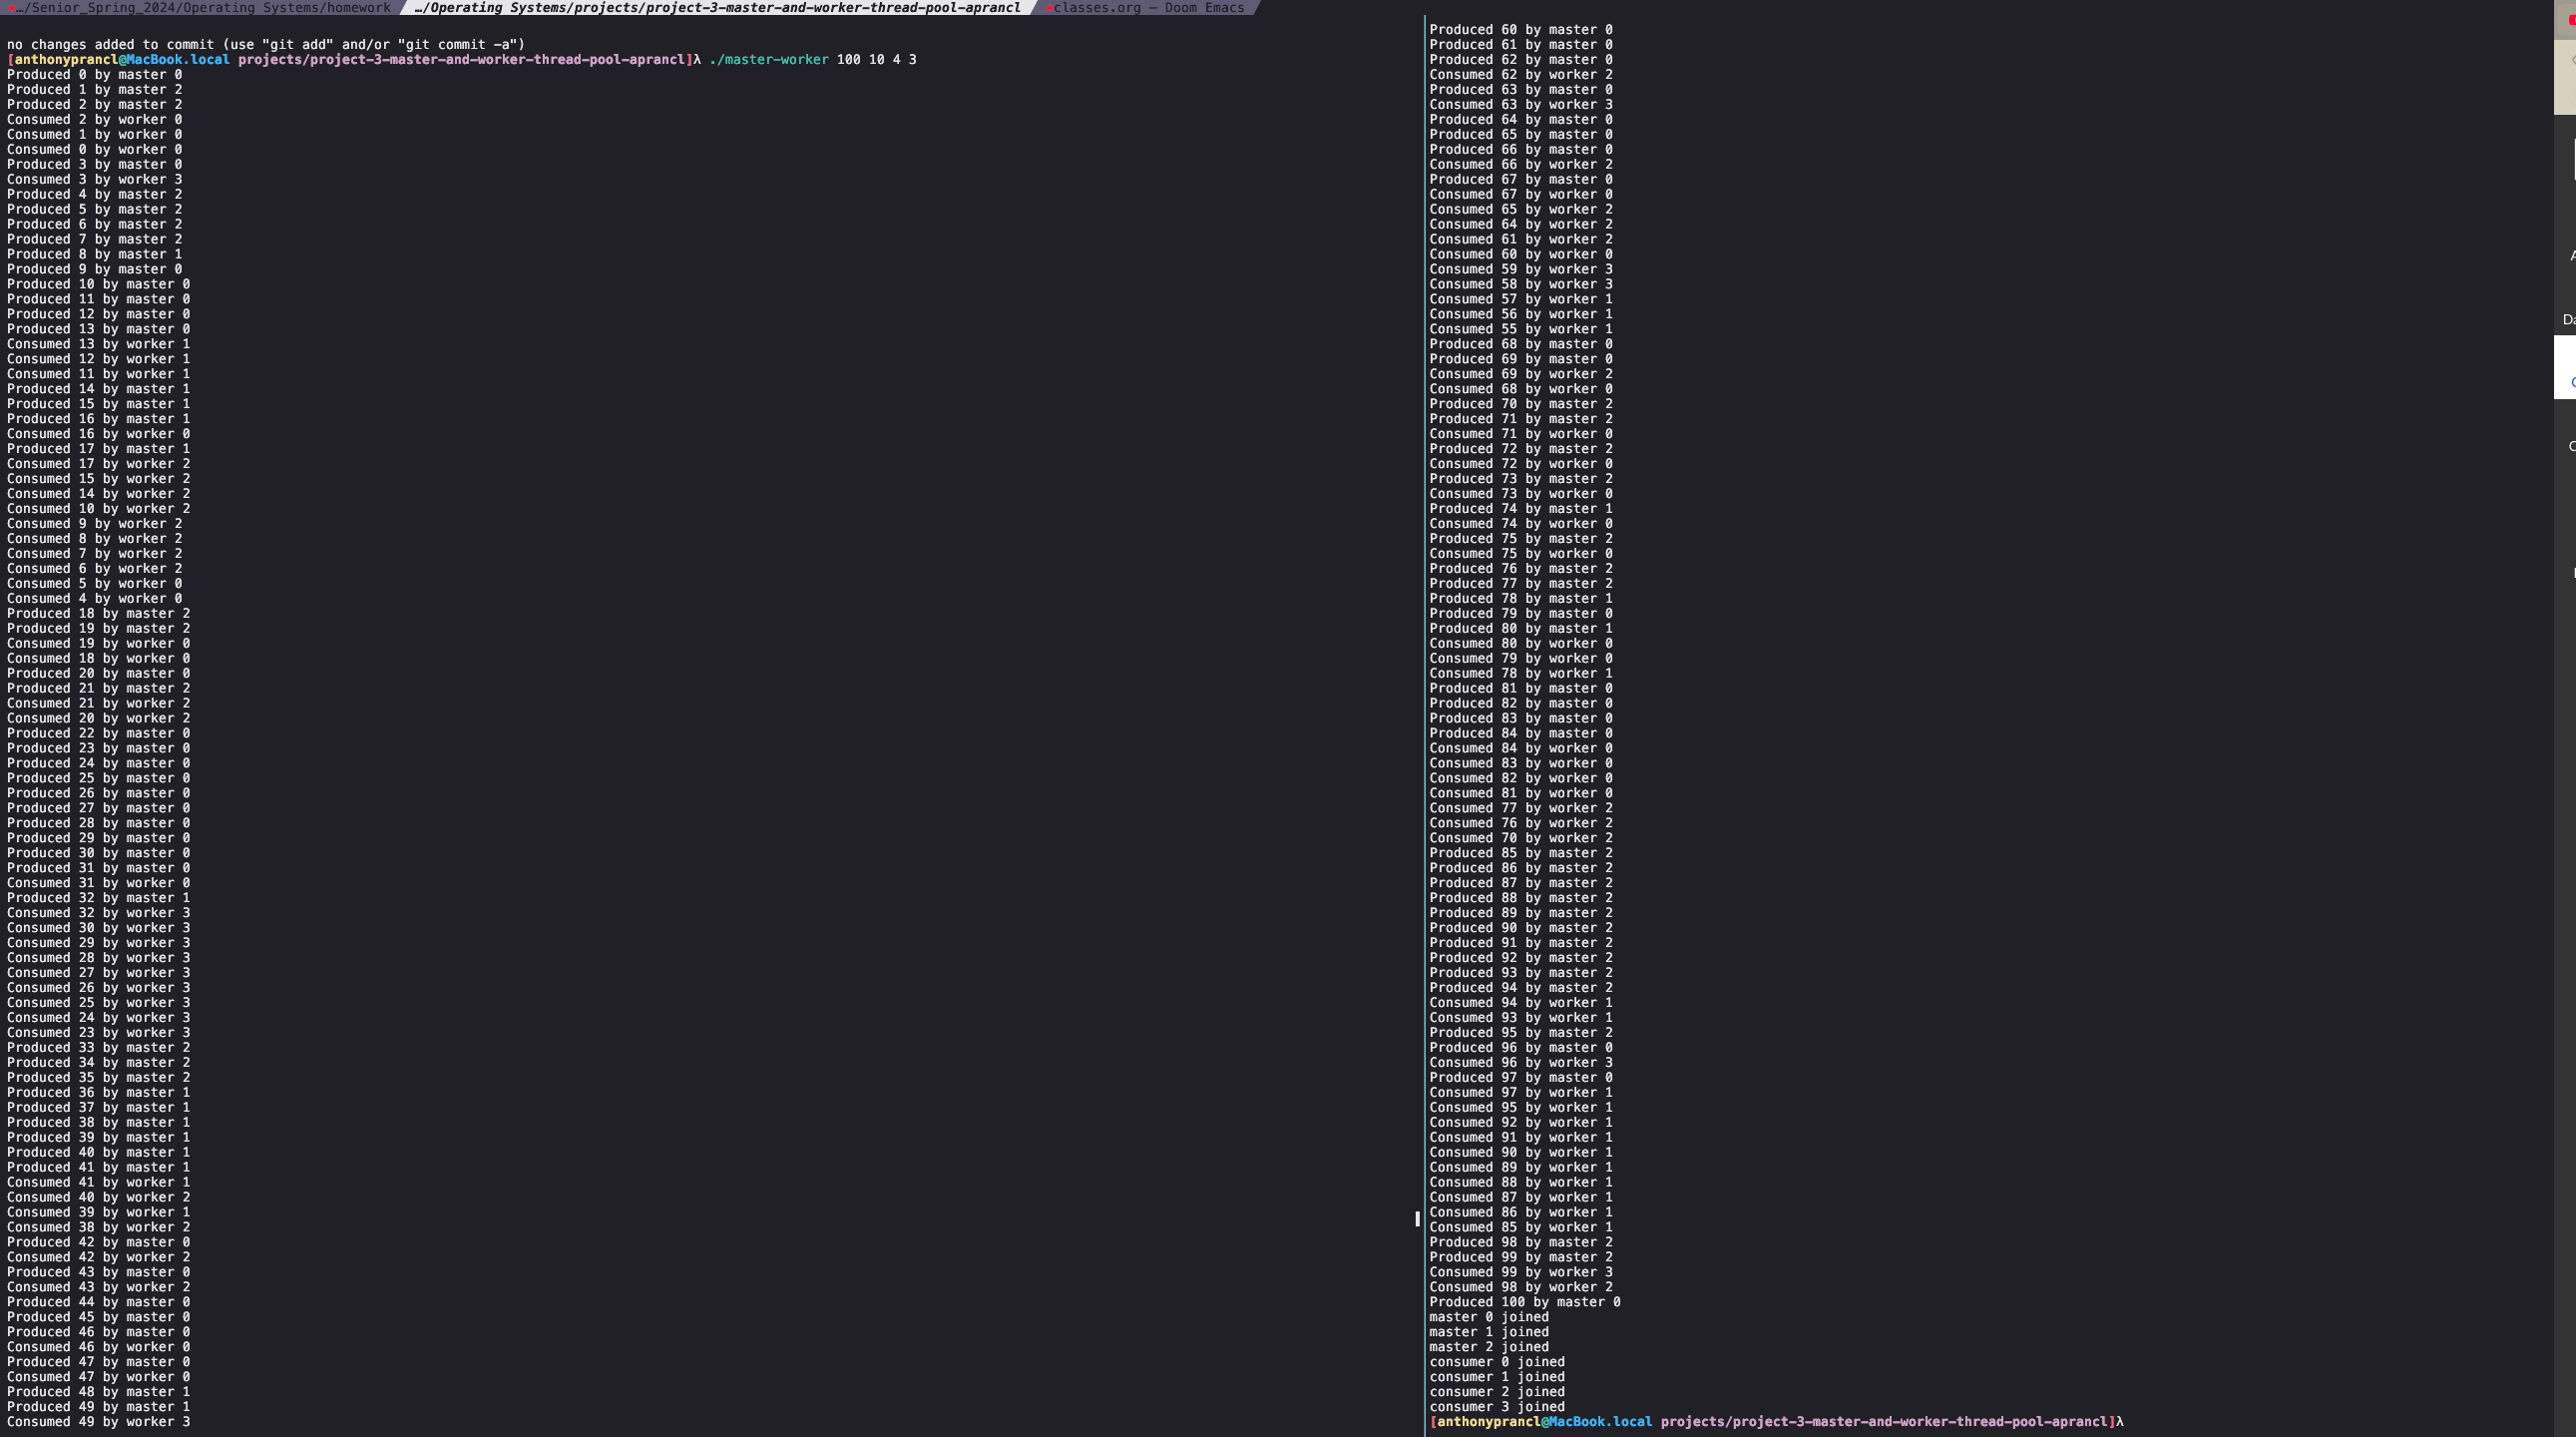 …/Senior_Spring_2024/Operating Systems/homework
…/Operating Systems/projects/project-3-master-and-worker-thread-pool-aprancl
classes.org — Doom Emacs
no changes added to commit (use "git add" and/or "git commit -a")
[anthonyprancl@MacBook.local projects/project-3-master-and-worker-thread-pool-aprancl]λ ./master-worker 100 10 4 3
Produced 0 by master 0
Produced 1 by master 2
Produced 2 by master 2
Consumed 2 by worker 0
Consumed 1 by worker 0
Consumed 0 by worker 0
Produced 3 by master 0
Consumed 3 by worker 3
Produced 4 by master 2
Produced 5 by master 2
Produced 6 by master 2
Produced 7 by master 2
Produced 8 by master 1
Produced 9 by master 0
Produced 10 by master 0
Produced 11 by master 0
Produced 12 by master 0
Produced 13 by master 0
Consumed 13 by worker 1
Consumed 12 by worker 1
Consumed 11 by worker 1
Produced 14 by master 1
Produced 15 by master 1
Produced 16 by master 1
Consumed 16 by worker 0
Produced 17 by master 1
Consumed 17 by worker 2
Consumed 15 by worker 2
Consumed 14 by worker 2
Consumed 10 by worker 2
Consumed 9 by worker 2
Consumed 8 by worker 2
Consumed 7 by worker 2
Consumed 6 by worker 2
Consumed 5 by worker 0
Consumed 4 by worker 0
Produced 18 by master 2
Produced 19 by master 2
Consumed 19 by worker 0
Consumed 18 by worker 0
Produced 20 by master 0
Produced 21 by master 2
Consumed 21 by worker 2
Consumed 20 by worker 2
Produced 22 by master 0
Produced 23 by master 0
Produced 24 by master 0
Produced 25 by master 0
Produced 26 by master 0
Produced 27 by master 0
Produced 28 by master 0
Produced 29 by master 0
Produced 30 by master 0
Produced 31 by master 0
Consumed 31 by worker 0
Produced 32 by master 1
Consumed 32 by worker 3
Consumed 30 by worker 3
Consumed 29 by worker 3
Consumed 28 by worker 3
Consumed 27 by worker 3
Consumed 26 by worker 3
Consumed 25 by worker 3
Consumed 24 by worker 3
Consumed 23 by worker 3
Produced 33 by master 2
Produced 34 by master 2
Produced 35 by master 2
Produced 36 by master 1
Produced 37 by master 1
Produced 38 by master 1
Produced 39 by master 1
Produced 40 by master 1
Produced 41 by master 1
Consumed 41 by worker 1
Consumed 40 by worker 2
Consumed 39 by worker 1
Consumed 38 by worker 2
Produced 42 by master 0
Consumed 42 by worker 2
Produced 43 by master 0
Consumed 43 by worker 2
Produced 44 by master 0
Produced 45 by master 0
Produced 46 by master 0
Consumed 46 by worker 0
Produced 47 by master 0
Consumed 47 by worker 0
Produced 48 by master 1
Produced 49 by master 1
Consumed 49 by worker 3
Produced 60 by master 0
Produced 61 by master 0
Produced 62 by master 0
Consumed 62 by worker 2
Produced 63 by master 0
Consumed 63 by worker 3
Produced 64 by master 0
Produced 65 by master 0
Produced 66 by master 0
Consumed 66 by worker 2
Produced 67 by master 0
Consumed 67 by worker 0
Consumed 65 by worker 2
Consumed 64 by worker 2
Consumed 61 by worker 2
Consumed 60 by worker 0
Consumed 59 by worker 3
Consumed 58 by worker 3
Consumed 57 by worker 1
Consumed 56 by worker 1
Consumed 55 by worker 1
Produced 68 by master 0
Produced 69 by master 0
Consumed 69 by worker 2
Consumed 68 by worker 0
Produced 70 by master 2
Produced 71 by master 2
Consumed 71 by worker 0
Produced 72 by master 2
Consumed 72 by worker 0
Produced 73 by master 2
Consumed 73 by worker 0
Produced 74 by master 1
Consumed 74 by worker 0
Produced 75 by master 2
Consumed 75 by worker 0
Produced 76 by master 2
Produced 77 by master 2
Produced 78 by master 1
Produced 79 by master 0
Produced 80 by master 1
Consumed 80 by worker 0
Consumed 79 by worker 0
Consumed 78 by worker 1
Produced 81 by master 0
Produced 82 by master 0
Produced 83 by master 0
Produced 84 by master 0
Consumed 84 by worker 0
Consumed 83 by worker 0
Consumed 82 by worker 0
Consumed 81 by worker 0
Consumed 77 by worker 2
Consumed 76 by worker 2
Consumed 70 by worker 2
Produced 85 by master 2
Produced 86 by master 2
Produced 87 by master 2
Produced 88 by master 2
Produced 89 by master 2
Produced 90 by master 2
Produced 91 by master 2
Produced 92 by master 2
Produced 93 by master 2
Produced 94 by master 2
Consumed 94 by worker 1
Consumed 93 by worker 1
Produced 95 by master 2
Produced 96 by master 0
Consumed 96 by worker 3
Produced 97 by master 0
Consumed 97 by worker 1
Consumed 95 by worker 1
Consumed 92 by worker 1
Consumed 91 by worker 1
Consumed 90 by worker 1
Consumed 89 by worker 1
Consumed 88 by worker 1
Consumed 87 by worker 1
Consumed 86 by worker 1
Consumed 85 by worker 1
Produced 98 by master 2
Produced 99 by master 2
Consumed 99 by worker 3
Consumed 98 by worker 2
Produced 100 by master 0
master 0 joined
master 1 joined
master 2 joined
consumer 0 joined
consumer 1 joined
consumer 2 joined
consumer 3 joined
[anthonyprancl@MacBook.local projects/project-3-master-and-worker-thread-pool-aprancl]λ